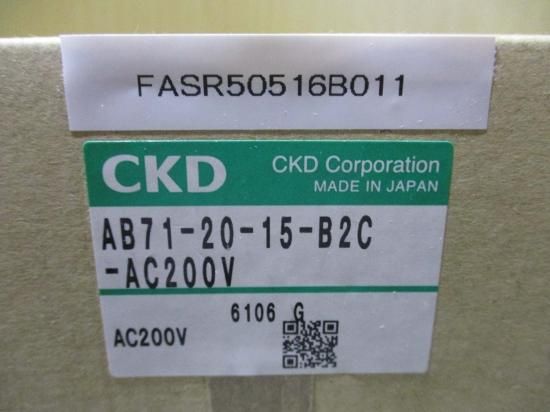 FASR50516B011
CKD
CKD Corporation
MADE IN JAPAN
AB71-20-15-B2C
-AC200V
6106 G
AC200V